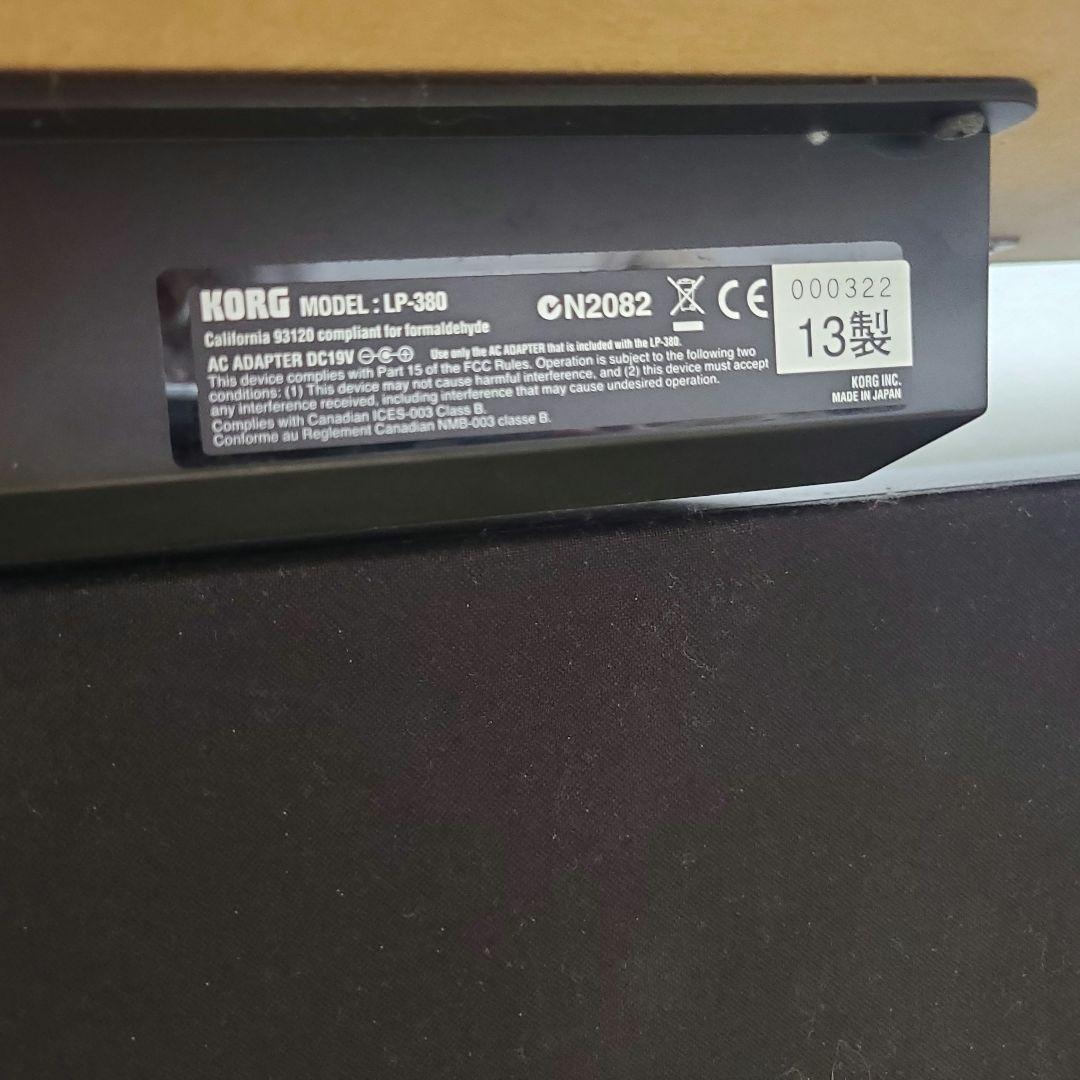 KORG MODEL : LP-380
N2082
CE
000322
13製
California 93120 compliant for formaldehyde
AC ADAPTER DC19V Use only the AC ADAPTER that is included with the LP-380.
This device complies with Part 15 of the FCC Rules. Operation is subject to the following two
conditions: (1) This device may not cause harmful interference, and (2) this device must accept
any interference received, including interference that may cause undesired operation.
Complies with Canadian ICES-003 Class B.
Conforme au Reglement Canadien NMB-003 classe B.
KORG INC.
MADE IN JAPAN